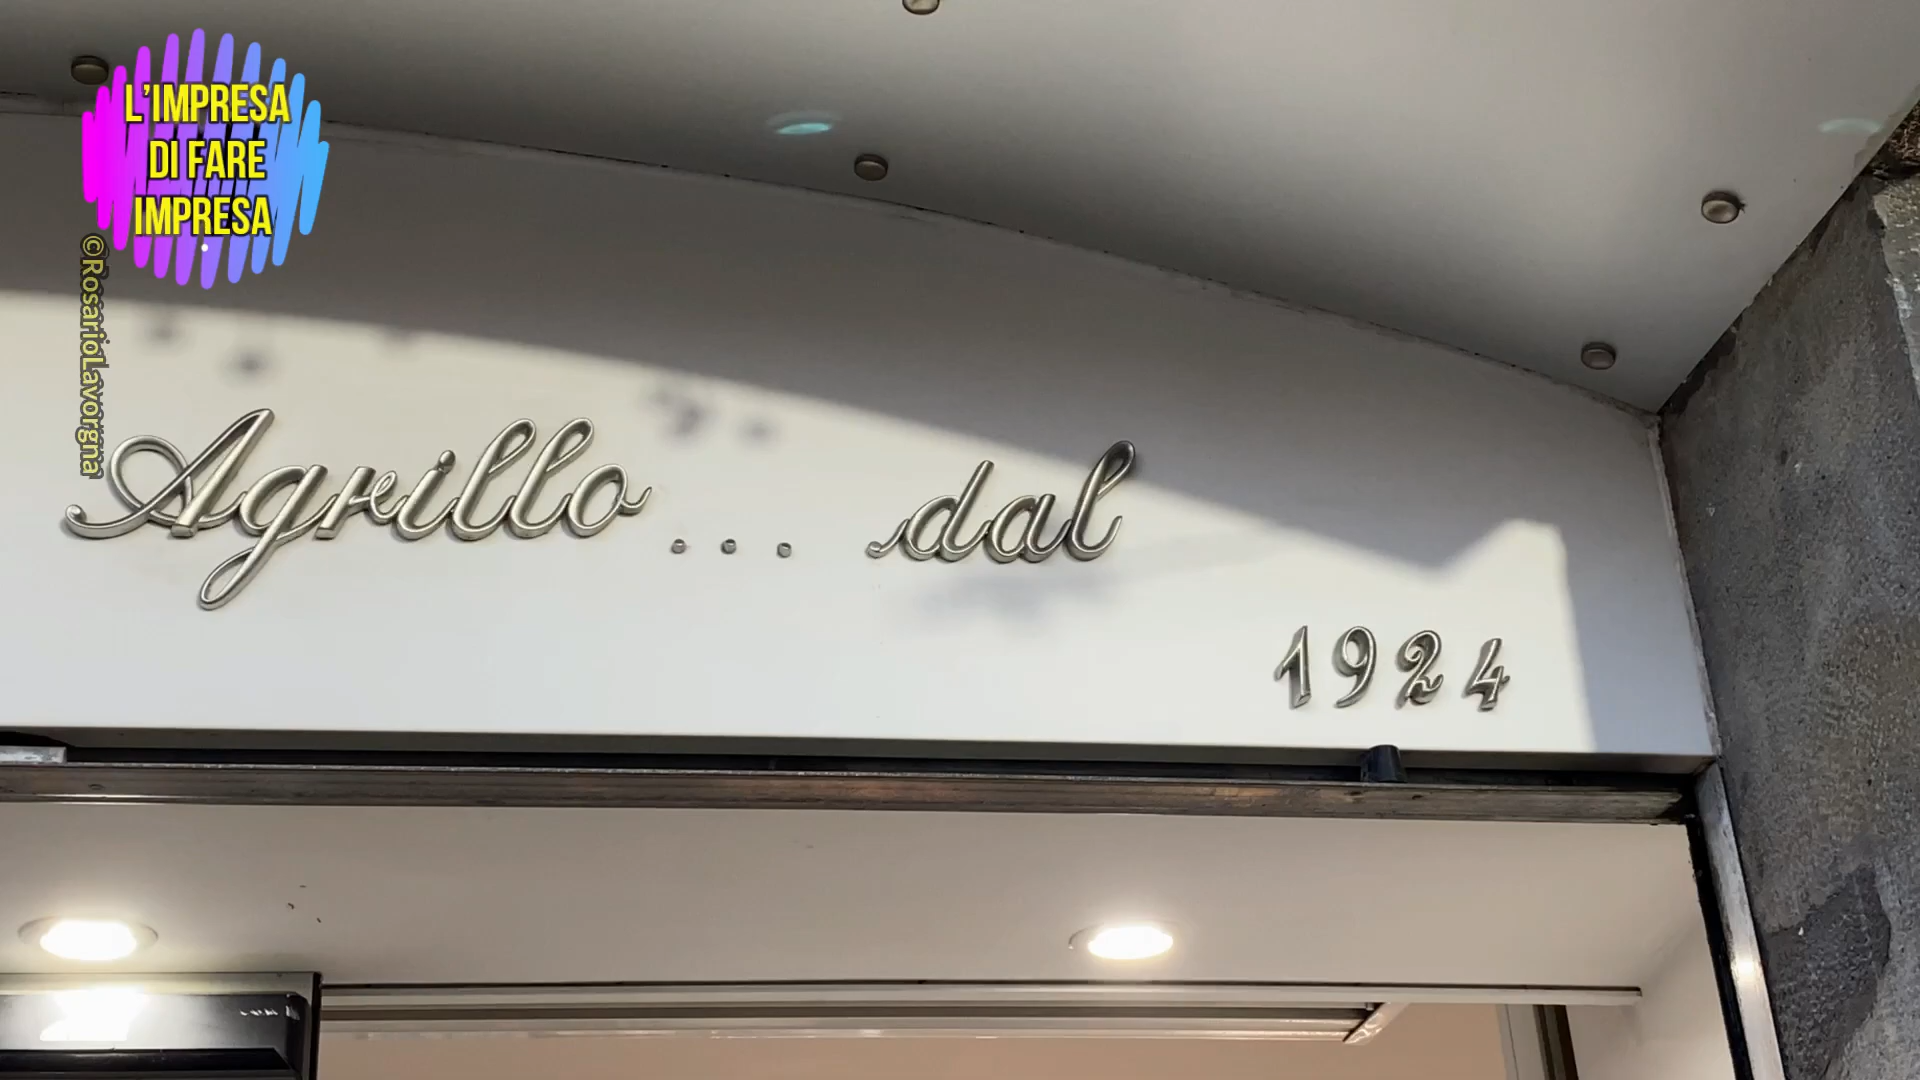 L'IMPRESA
DI FARE
IMPRESA
©RosarioLavorgna
Agrillo... dal
1924